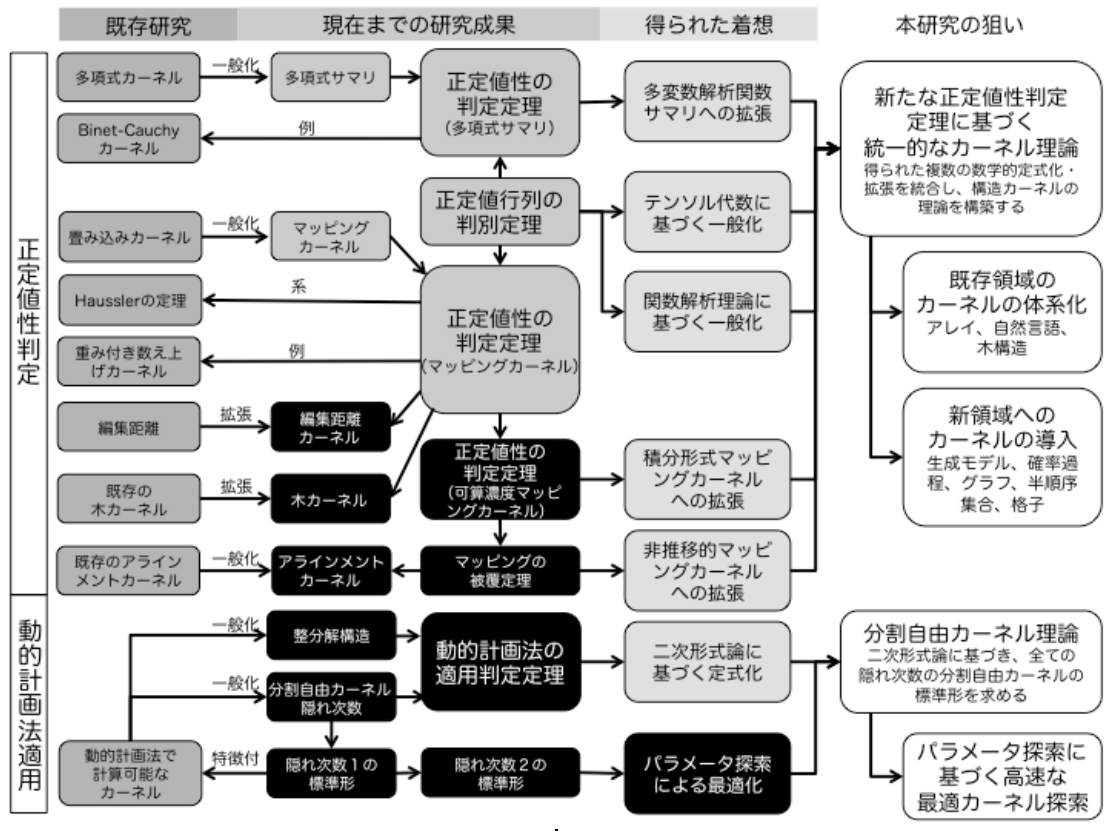 既存研究
現在までの研究成果
得られた着想
本研究の狙い
正定値性判定
多項式カーネル
一般化
多項式サマリ
正定値性の
判定定理
(多項式サマリ)
Binet-Cauchy
カーネル
例
多変数解析関数
サマリへの拡張
正定値行列の
判別定理
テンソル代数に
基づく一般化
畳み込みカーネル
一般化
マッピング
カーネル
Hausslerの定理
系
正定値性の
判定定理
(マッピングカーネル)
関数解析理論に
基づく一般化
重み付き数え上
げカーネル
例
編集距離
拡張
編集距離
カーネル
既存の
木カーネル
拡張
木カーネル
正定値性の
判定定理
(可算濃度マッピ
ングカーネル)
積分形式マッピ
ングカーネル
への拡張
既存のアライン
メントカーネル
一般化
アラインメント
カーネル
マッピングの
被覆定理
非推移的マッピ
ングカーネル
への拡張
新たな正定値性判定
定理に基づく
統一的なカーネル理論
得られた複数の数学的定式化・
拡張を統合し、構造カーネルの
理論を構築する
既存領域の
カーネルの体系化
アレイ、自然言語、
木構造
新領域への
カーネルの導入
生成モデル、確率過
程、グラフ、半順序
集合、格子
動的計画法適用
一般化
整分解構造
動的計画法の
適用判定定理
二次形式論に
基づく定式化
一般化
分割自由カーネル
隠れ次数
動的計画法で
計算可能な
カーネル
特徴付
隠れ次数1の
標準形
隠れ次数2の
標準形
パラメータ探索
による最適化
分割自由カーネル理論
二次形式論に基づき、全ての
隠れ次数の分割自由カーネルの
標準形を求める
パラメータ探索に
基づく高速な
最適カーネル探索